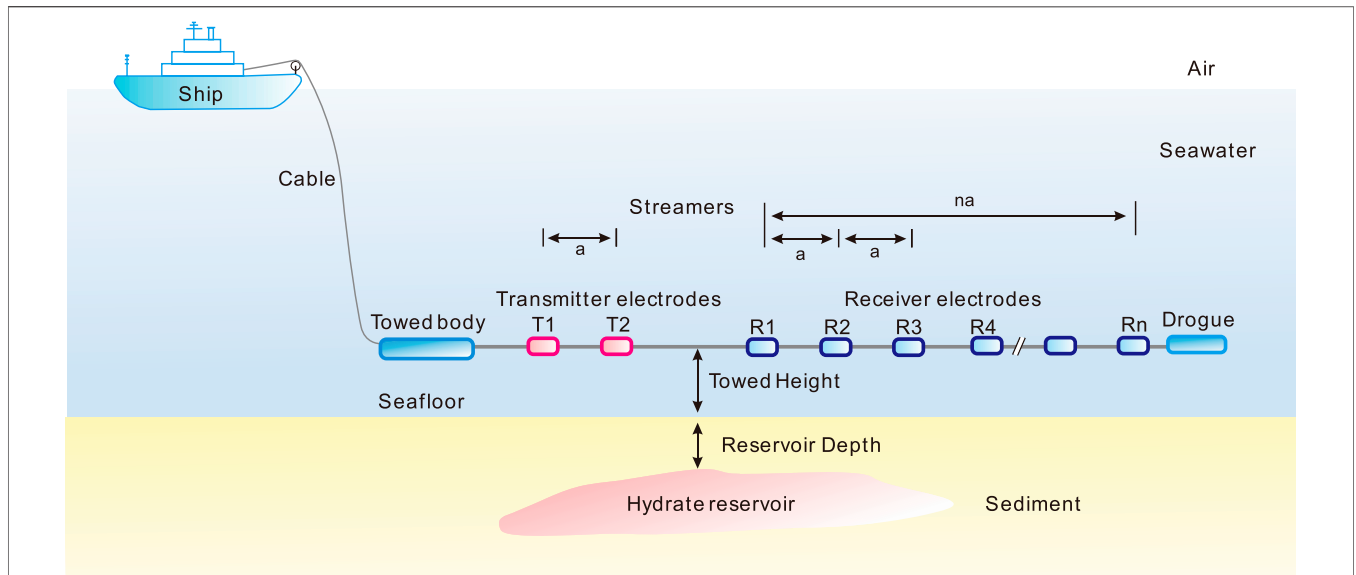 Air
Ship
Seawater
Cable
Streamers
na
a
a
a
Transmitter electrodes
Receiver electrodes
Towed body
T1
T2
R1
R2
R3
R4
Rn
Drogue
Towed Height
Seafloor
Reservoir Depth
Hydrate reservoir
Sediment